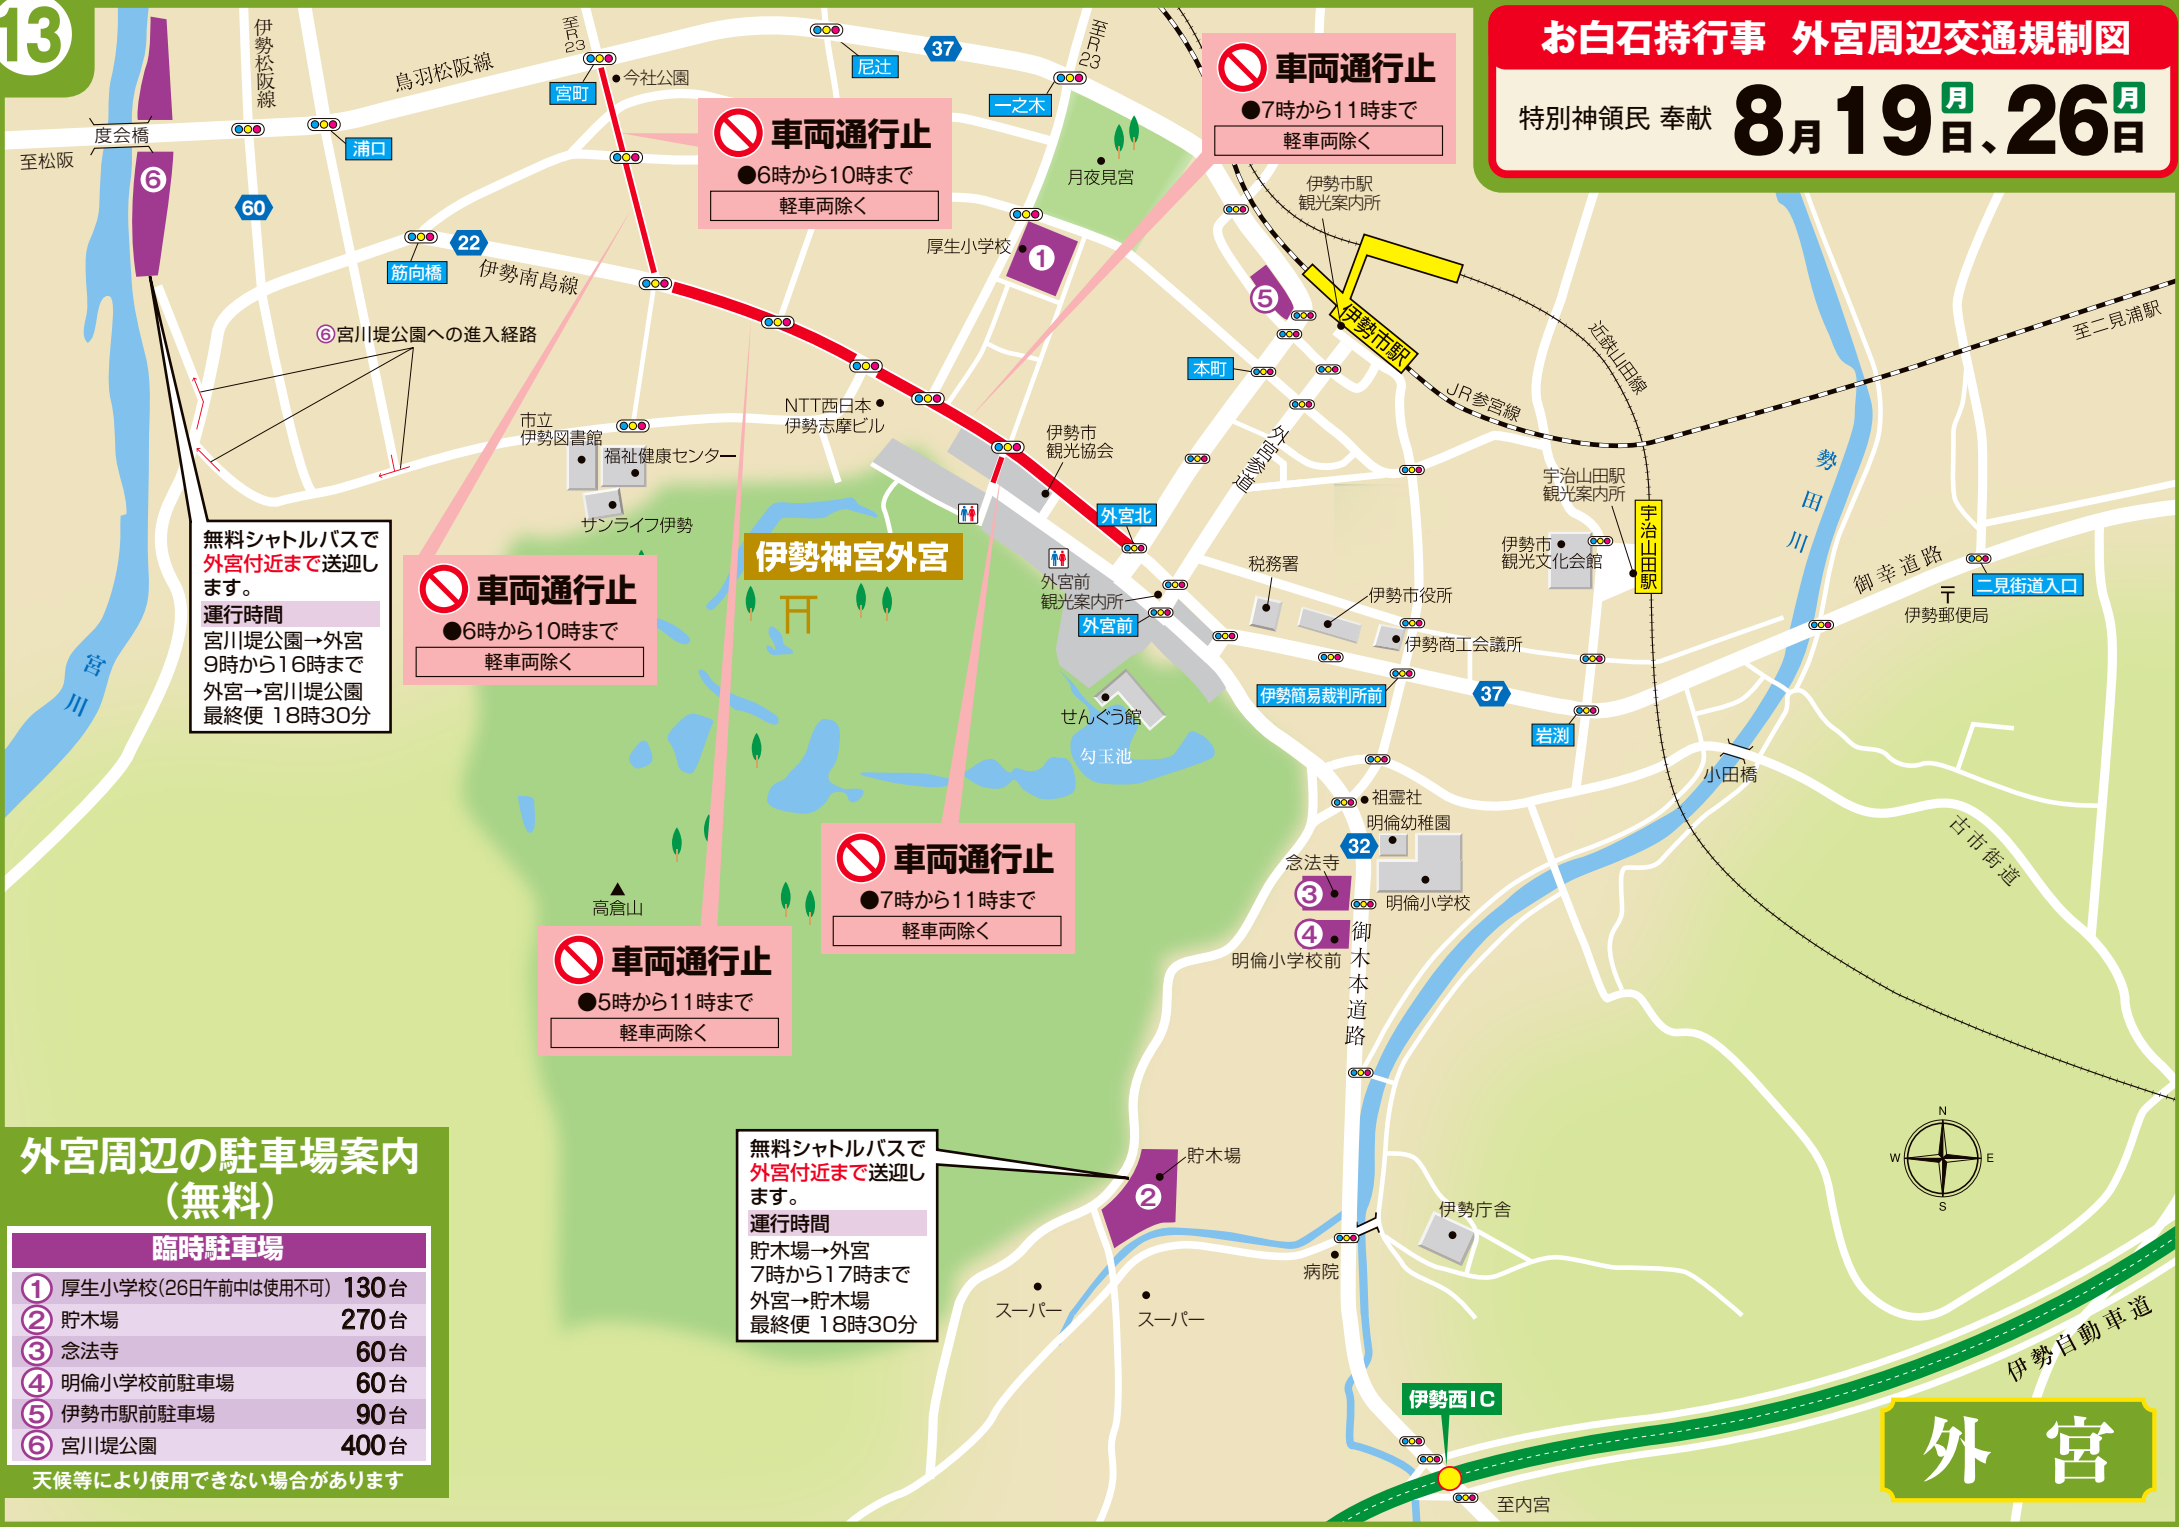 13
お白石持行事 外宮周辺交通規制図
特別神領民 奉献 8月19日(月)、26日(月)
伊勢松阪線
至R23
鳥羽松阪線
宮町
今社公園
尼辻
37
至R23
一之木
車両通行止
●7時から11時まで
軽車両除く
車両通行止
●6時から10時まで
軽車両除く
度会橋
至松阪
浦口
月夜見宮
伊勢市駅
観光案内所
6
60
22
筋向橋
伊勢南島線
厚生小学校
1
5
伊勢市駅
近鉄山田線
至二見浦駅
⑥宮川堤公園への進入経路
本町
JR参宮線
NTT西日本
伊勢志摩ビル
市立
伊勢図書館
福祉健康センター
サンライフ伊勢
伊勢市
観光協会
外宮参道
勢田川
宇治山田駅
観光案内所
宇治山田駅
伊勢市
観光文化会館
外宮北
伊勢神宮外宮
外宮前
観光案内所
外宮前
税務署
伊勢市役所
伊勢商工会議所
御幸道路
〒
伊勢郵便局
二見街道入口
無料シャトルバスで
外宮付近まで送迎し
ます。
運行時間
宮川堤公園→外宮
9時から16時まで
外宮→宮川堤公園
最終便 18時30分
宮川
車両通行止
●6時から10時まで
軽車両除く
伊勢簡易裁判所前
37
岩渕
せんぐう館
勾玉池
小田橋
古市街道
祖霊社
明倫幼稚園
32
念法寺
3
明倫小学校
4
明倫小学校前
御木本道路
車両通行止
●7時から11時まで
軽車両除く
高倉山
車両通行止
●5時から11時まで
軽車両除く
N
W
E
S
無料シャトルバスで
外宮付近まで送迎し
ます。
運行時間
貯木場→外宮
7時から17時まで
外宮→貯木場
最終便 18時30分
貯木場
2
伊勢庁舎
病院
スーパー
スーパー
伊勢自動車道
伊勢西IC
至内宮
外宮
外宮周辺の駐車場案内
(無料)
臨時駐車場
① 厚生小学校(26日午前中は使用不可) 130台
② 貯木場 270台
③ 念法寺 60台
④ 明倫小学校前駐車場 60台
⑤ 伊勢市駅前駐車場 90台
⑥ 宮川堤公園 400台
天候等により使用できない場合があります